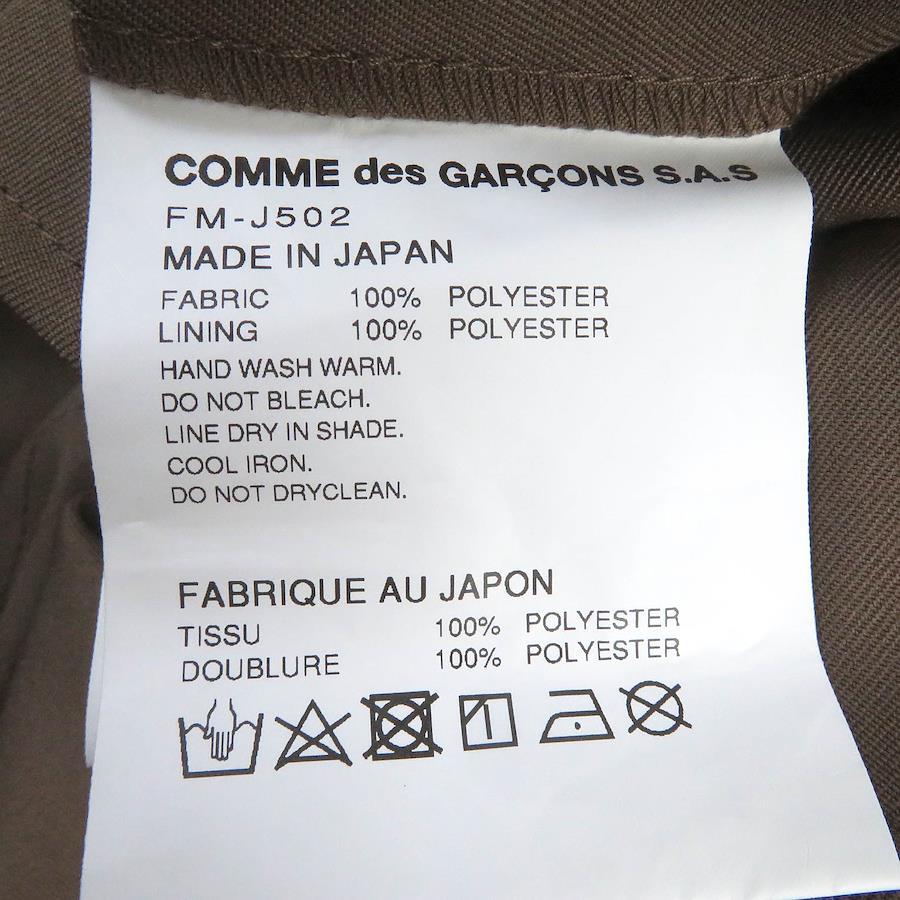 COMME des GARÇONS S.A.S
FM-J502
MADE IN JAPAN
FABRIC 100% POLYESTER
LINING 100% POLYESTER
HAND WASH WARM.
DO NOT BLEACH.
LINE DRY IN SHADE.
COOL IRON.
DO NOT DRYCLEAN.
FABRIQUE AU JAPON
TISSU 100% POLYESTER
DOUBLURE 100% POLYESTER